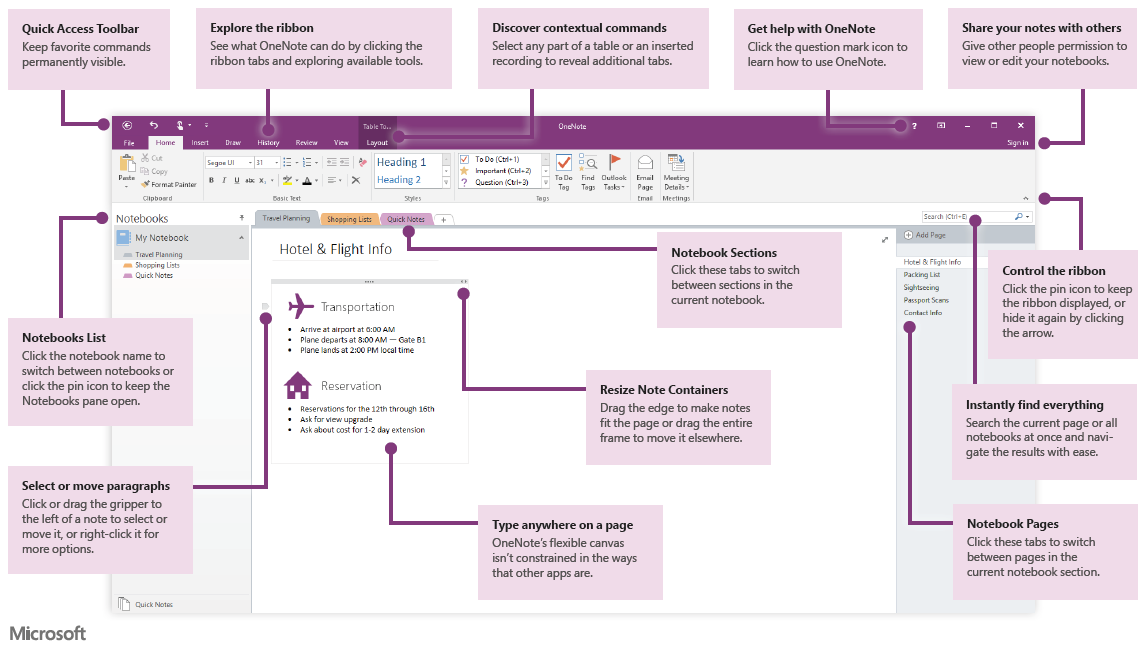 Quick Access Toolbar
Keep favorite commands
permanently visible.
Explore the ribbon
See what OneNote can do by clicking the
ribbon tabs and exploring available tools.
Discover contextual commands
Select any part of a table or an inserted
recording to reveal additional tabs.
Get help with OneNote
Click the question mark icon to
learn how to use OneNote.
Share your notes with others
Give other people permission to
view or edit your notebooks.
Table To... OneNote ?
File Home Insert Draw History Review View Layout Sign in
Paste
Cut
Copy
Format Painter
Clipboard
Segoe UI 31
B I U abc X₂ A
Basic Text
Heading 1
Heading 2
Styles
To Do (Ctrl+1)
Important (Ctrl+2)
? Question (Ctrl+3)
Tags
To Do
Tag
Find
Tags
Outlook
Tasks
Email
Page
Email
Meeting
Details
Meetings
Notebooks
My Notebook
Travel Planning
Shopping Lists
Quick Notes
Travel Planning Shopping Lists Quick Notes +
Search (Ctrl+E)
Hotel & Flight Info
Transportation
• Arrive at airport at 6:00 AM
• Plane departs at 8:00 AM — Gate B1
• Plane lands at 2:00 PM local time
Reservation
• Reservations for the 12th through 16th
• Ask for view upgrade
• Ask about cost for 1-2 day extension
Add Page
Hotel & Flight Info
Packing List
Sightseeing
Passport Scans
Contact Info
Notebook Sections
Click these tabs to switch
between sections in the
current notebook.
Control the ribbon
Click the pin icon to keep
the ribbon displayed, or
hide it again by clicking
the arrow.
Notebooks List
Click the notebook name to
switch between notebooks or
click the pin icon to keep the
Notebooks pane open.
Resize Note Containers
Drag the edge to make notes
fit the page or drag the entire
frame to move it elsewhere.
Instantly find everything
Search the current page or all
notebooks at once and navi-
gate the results with ease.
Select or move paragraphs
Click or drag the gripper to
the left of a note to select or
move it, or right-click it for
more options.
Type anywhere on a page
OneNote’s flexible canvas
isn’t constrained in the ways
that other apps are.
Notebook Pages
Click these tabs to switch
between pages in the
current notebook section.
Quick Notes
Microsoft